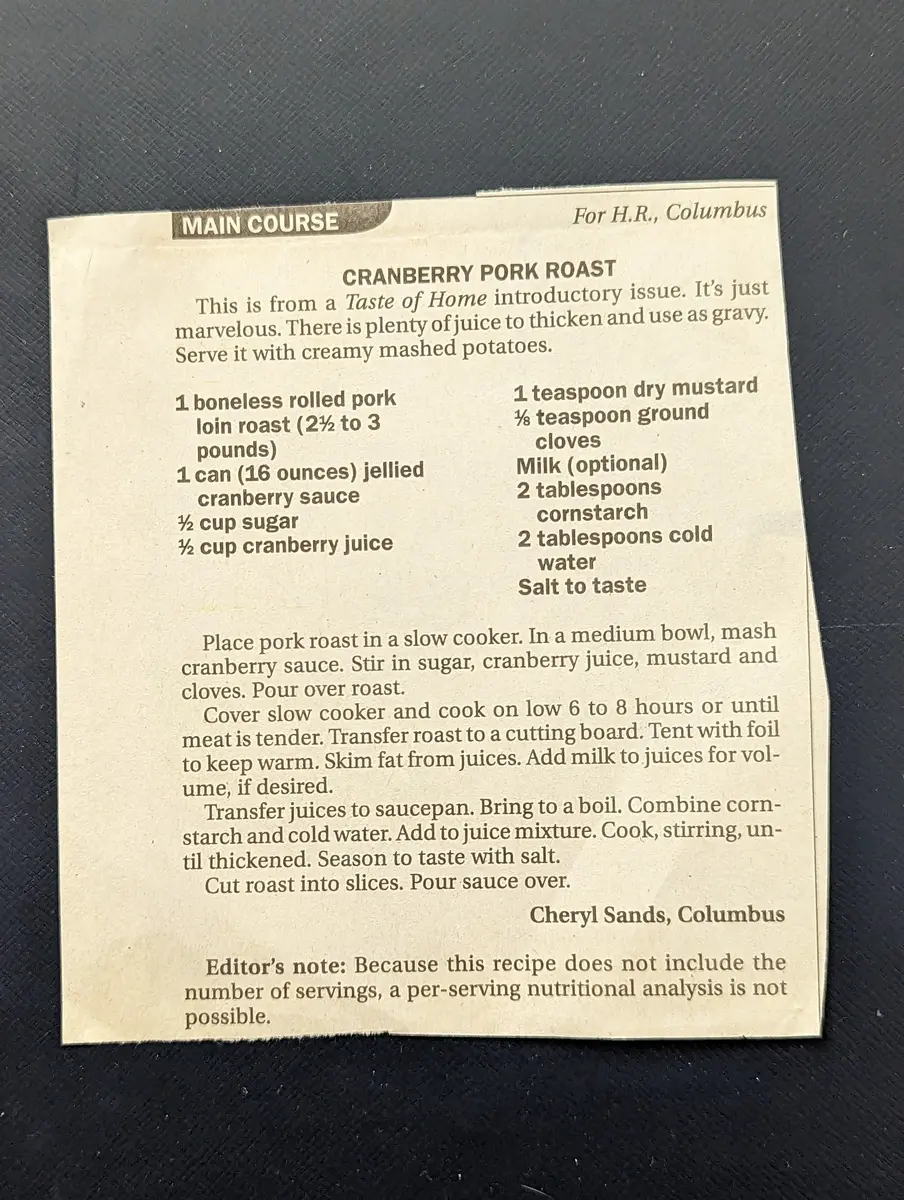 MAIN COURSE
For H.R., Columbus
CRANBERRY PORK ROAST
This is from a Taste of Home introductory issue. It's just
marvelous. There is plenty of juice to thicken and use as gravy.
Serve it with creamy mashed potatoes.
1 boneless rolled pork
loin roast (2½ to 3
pounds)
1 can (16 ounces) jellied
cranberry sauce
½ cup sugar
½ cup cranberry juice
1 teaspoon dry mustard
⅛ teaspoon ground
cloves
Milk (optional)
2 tablespoons
cornstarch
2 tablespoons cold
water
Salt to taste
Place pork roast in a slow cooker. In a medium bowl, mash
cranberry sauce. Stir in sugar, cranberry juice, mustard and
cloves. Pour over roast.
Cover slow cooker and cook on low 6 to 8 hours or until
meat is tender. Transfer roast to a cutting board. Tent with foil
to keep warm. Skim fat from juices. Add milk to juices for vol-
ume, if desired.
Transfer juices to saucepan. Bring to a boil. Combine corn-
starch and cold water. Add to juice mixture. Cook, stirring, un-
til thickened. Season to taste with salt.
Cut roast into slices. Pour sauce over.
Cheryl Sands, Columbus
Editor's note: Because this recipe does not include the
number of servings, a per-serving nutritional analysis is not
possible.